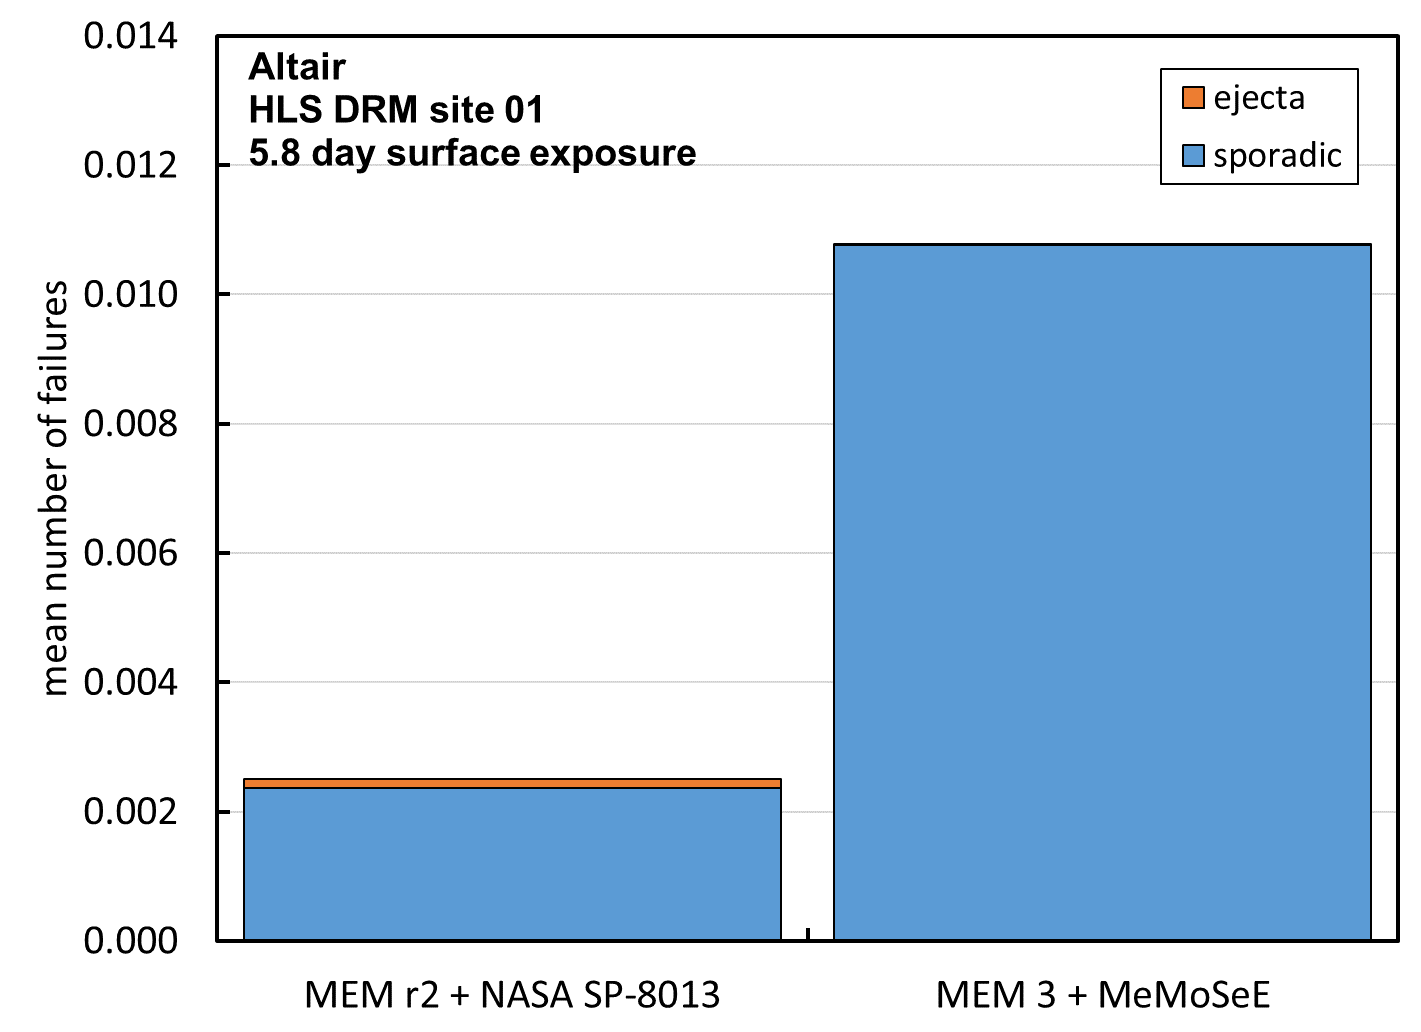 0.014
0.012
0.010
0.008
0.006
0.004
0.002
0.000
mean number of failures
Altair
HLS DRM site 01
5.8 day surface exposure
ejecta
sporadic
MEM r2 + NASA SP-8013
MEM 3 + MeMoSeE